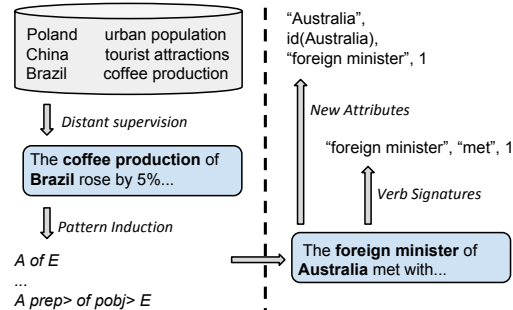 Poland urban population
China tourist attractions
Brazil coffee production
Distant supervision
The coffee production of
Brazil rose by 5%...
Pattern Induction
A of E
...
A prep> of pobj> E
“Australia”,
id(Australia),
“foreign minister”, 1
New Attributes
“foreign minister”, “met”, 1
Verb Signatures
The foreign minister of
Australia met with...